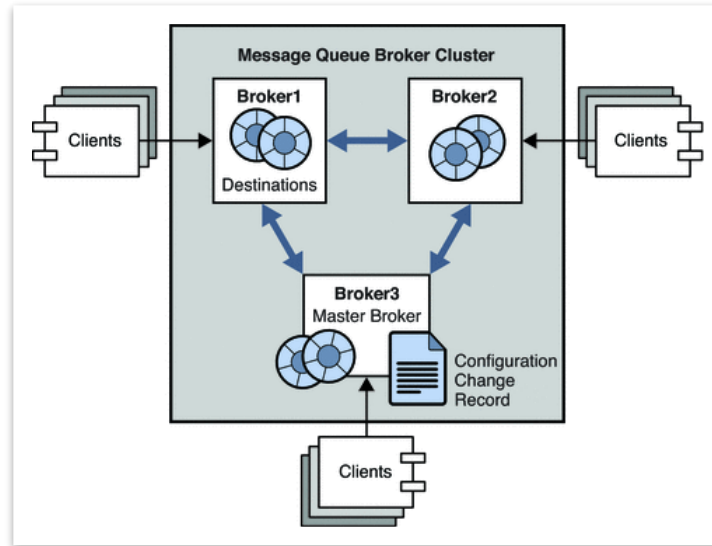 Message Queue Broker Cluster
Broker1
Broker2
Clients
Clients
Destinations
Broker3
Master Broker
Configuration
Change
Record
Clients